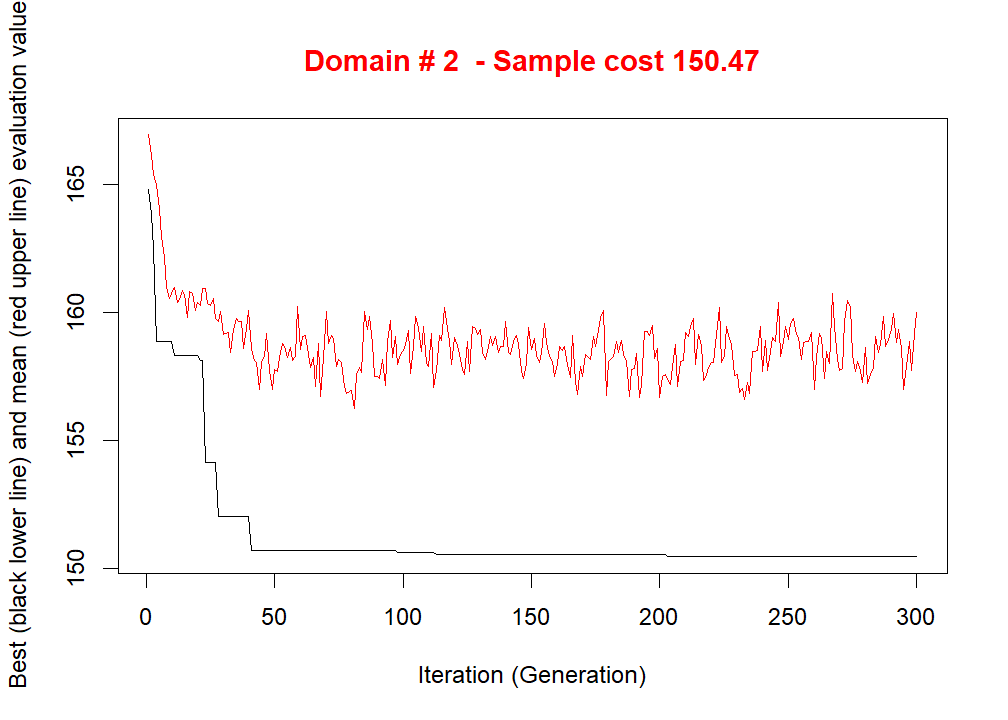 Domain # 2  - Sample cost 150.47
Best (black lower line) and mean (red upper line) evaluation value
165
160
155
150
0 50 100 150 200 250 300
Iteration (Generation)